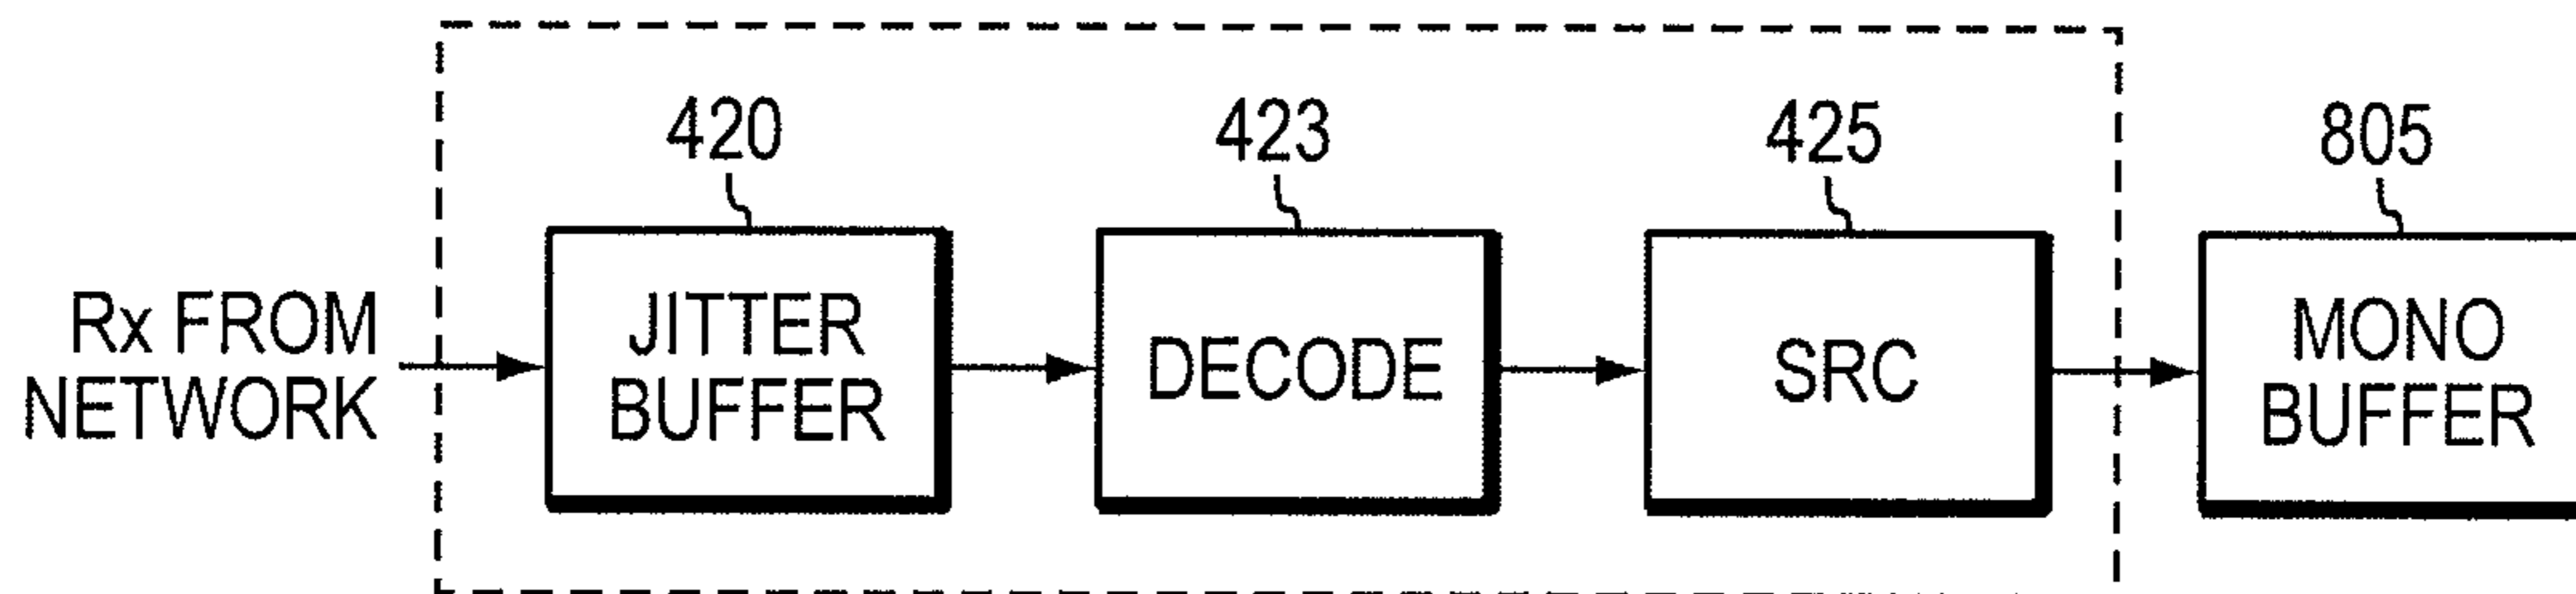 420
423
425
805
Rx FROM
NETWORK
JITTER
BUFFER
DECODE
SRC
MONO
BUFFER